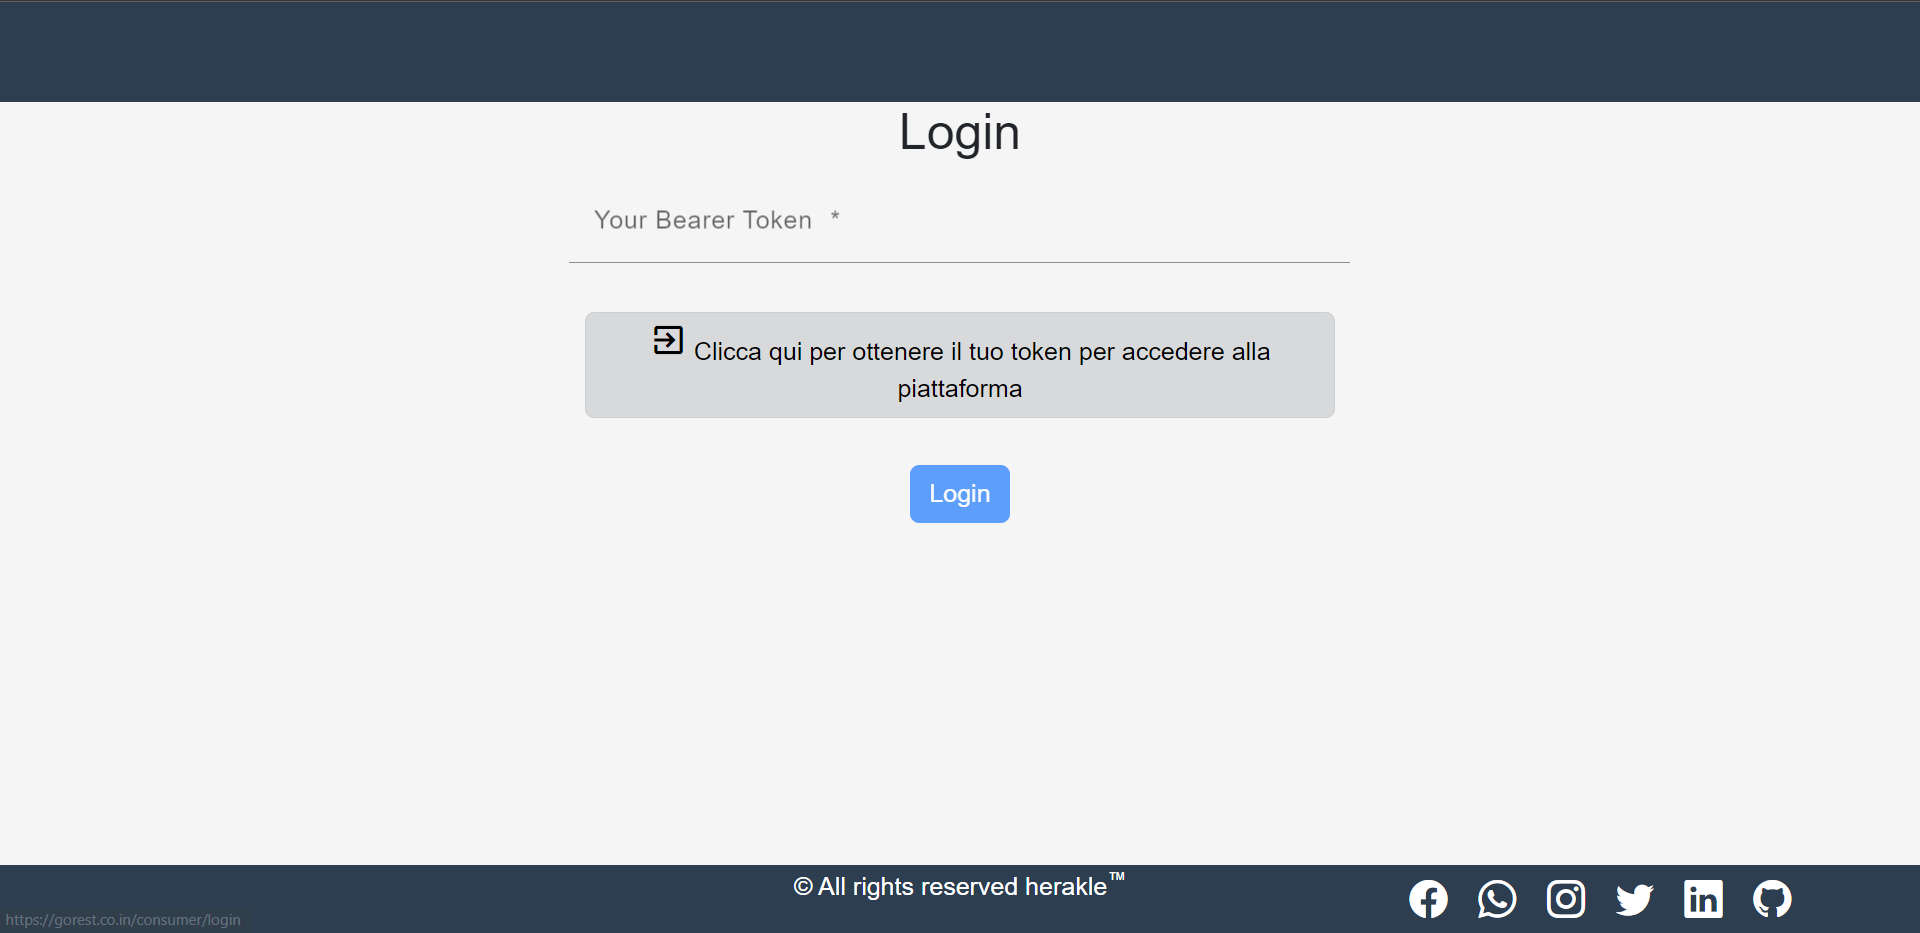 Login
Your Bearer Token *
Clicca qui per ottenere il tuo token per accedere alla
piattaforma
Login
© All rights reserved herakle™
https://gorest.co.in/consumer/login